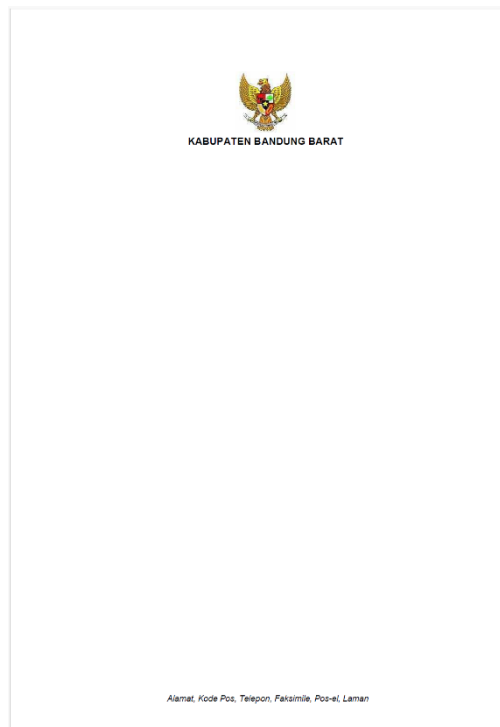 KABUPATEN BANDUNG BARAT
Alamat, Kode Pos, Telepon, Faksimile, Pos-el, Laman